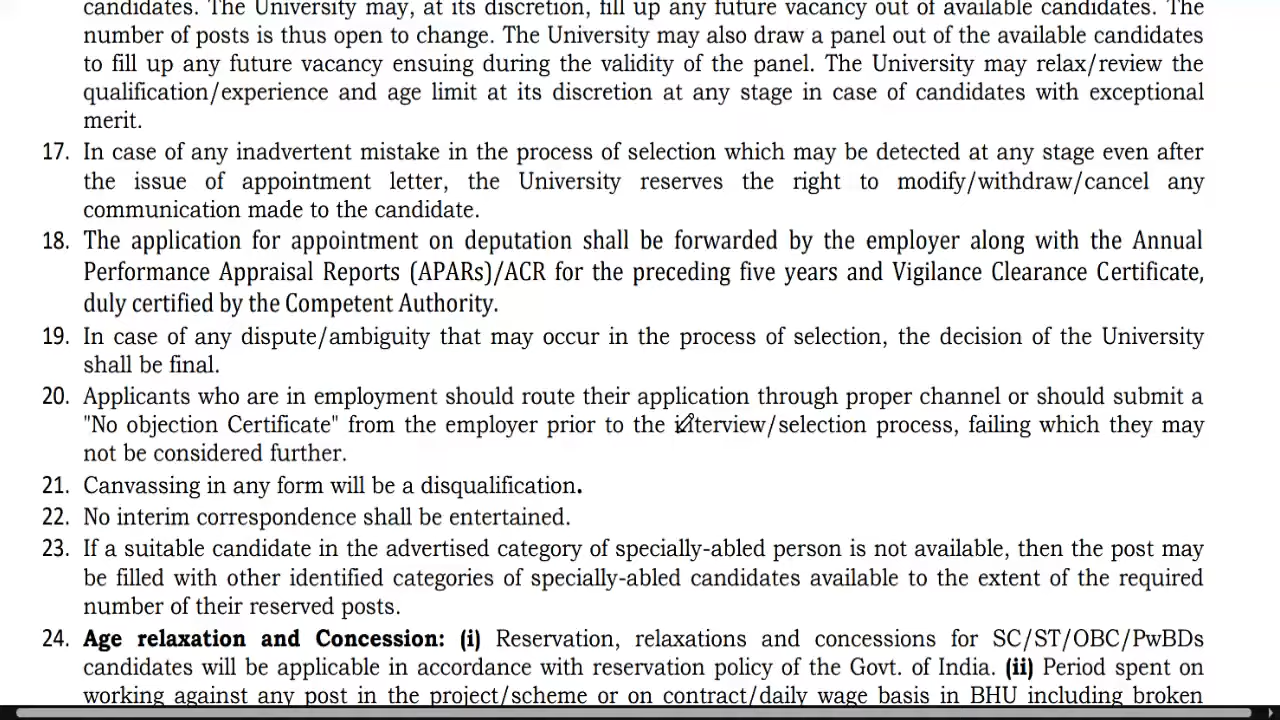 candidates. The University may, at its discretion, fill up any future vacancy out of available candidates. The
number of posts is thus open to change. The University may also draw a panel out of the available candidates
to fill up any future vacancy ensuing during the validity of the panel. The University may relax/review the
qualification/experience and age limit at its discretion at any stage in case of candidates with exceptional
merit.
17. In case of any inadvertent mistake in the process of selection which may be detected at any stage even after
the issue of appointment letter, the University reserves the right to modify/withdraw/cancel any
communication made to the candidate.
18. The application for appointment on deputation shall be forwarded by the employer along with the Annual
Performance Appraisal Reports (APARs)/ACR for the preceding five years and Vigilance Clearance Certificate,
duly certified by the Competent Authority.
19. In case of any dispute/ambiguity that may occur in the process of selection, the decision of the University
shall be final.
20. Applicants who are in employment should route their application through proper channel or should submit a
"No objection Certificate" from the employer prior to the interview/selection process, failing which they may
not be considered further.
21. Canvassing in any form will be a disqualification.
22. No interim correspondence shall be entertained.
23. If a suitable candidate in the advertised category of specially-abled person is not available, then the post may
be filled with other identified categories of specially-abled candidates available to the extent of the required
number of their reserved posts.
24. Age relaxation and Concession: (i) Reservation, relaxations and concessions for SC/ST/OBC/PwBDs
candidates will be applicable in accordance with reservation policy of the Govt. of India. (ii) Period spent on
working against any post in the project/scheme or on contract/daily wage basis in BHU including broken